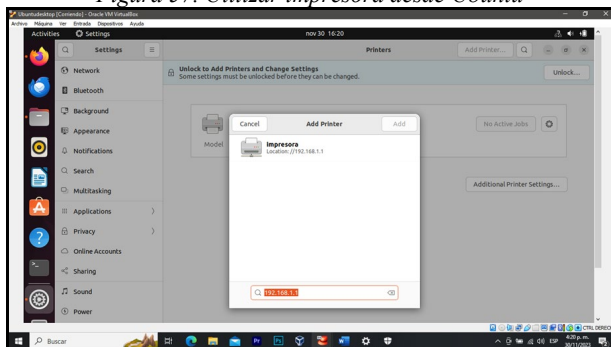 Figura 37. Utilizar impresora desde Ubuntu
Ubuntudesktop [Corriendo] - Oracle VM VirtualBox
Archivo Máquina Ver Entrada Dispositivos Ayuda
Activities Settings nov 30 16:20
Settings Printers Add Printer...
Network
Unlock to Add Printers and Change Settings
Some settings must be unlocked before they can be changed.
Unlock...
Bluetooth
Background
Appearance
Notifications
Search
Multitasking
Applications
Privacy
Online Accounts
Sharing
Sound
Power
Model
No Active Jobs
Additional Printer Settings...
Cancel Add Printer Add
Impresora
Location: //192.168.1.1
192.168.1.1
CTRL DERECHA
Buscar
ESP
4:20 p. m.
30/11/2023